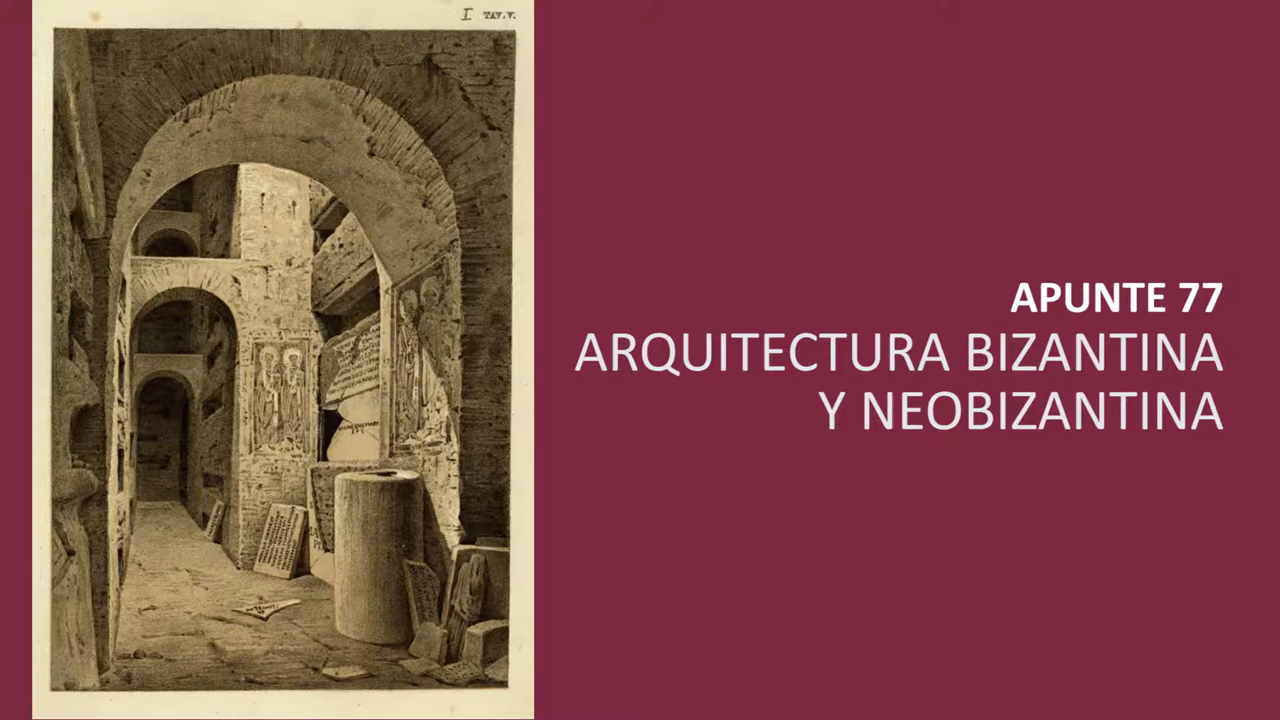 I TAV. V.
APUNTE 77
ARQUITECTURA BIZANTINA
Y NEOBIZANTINA